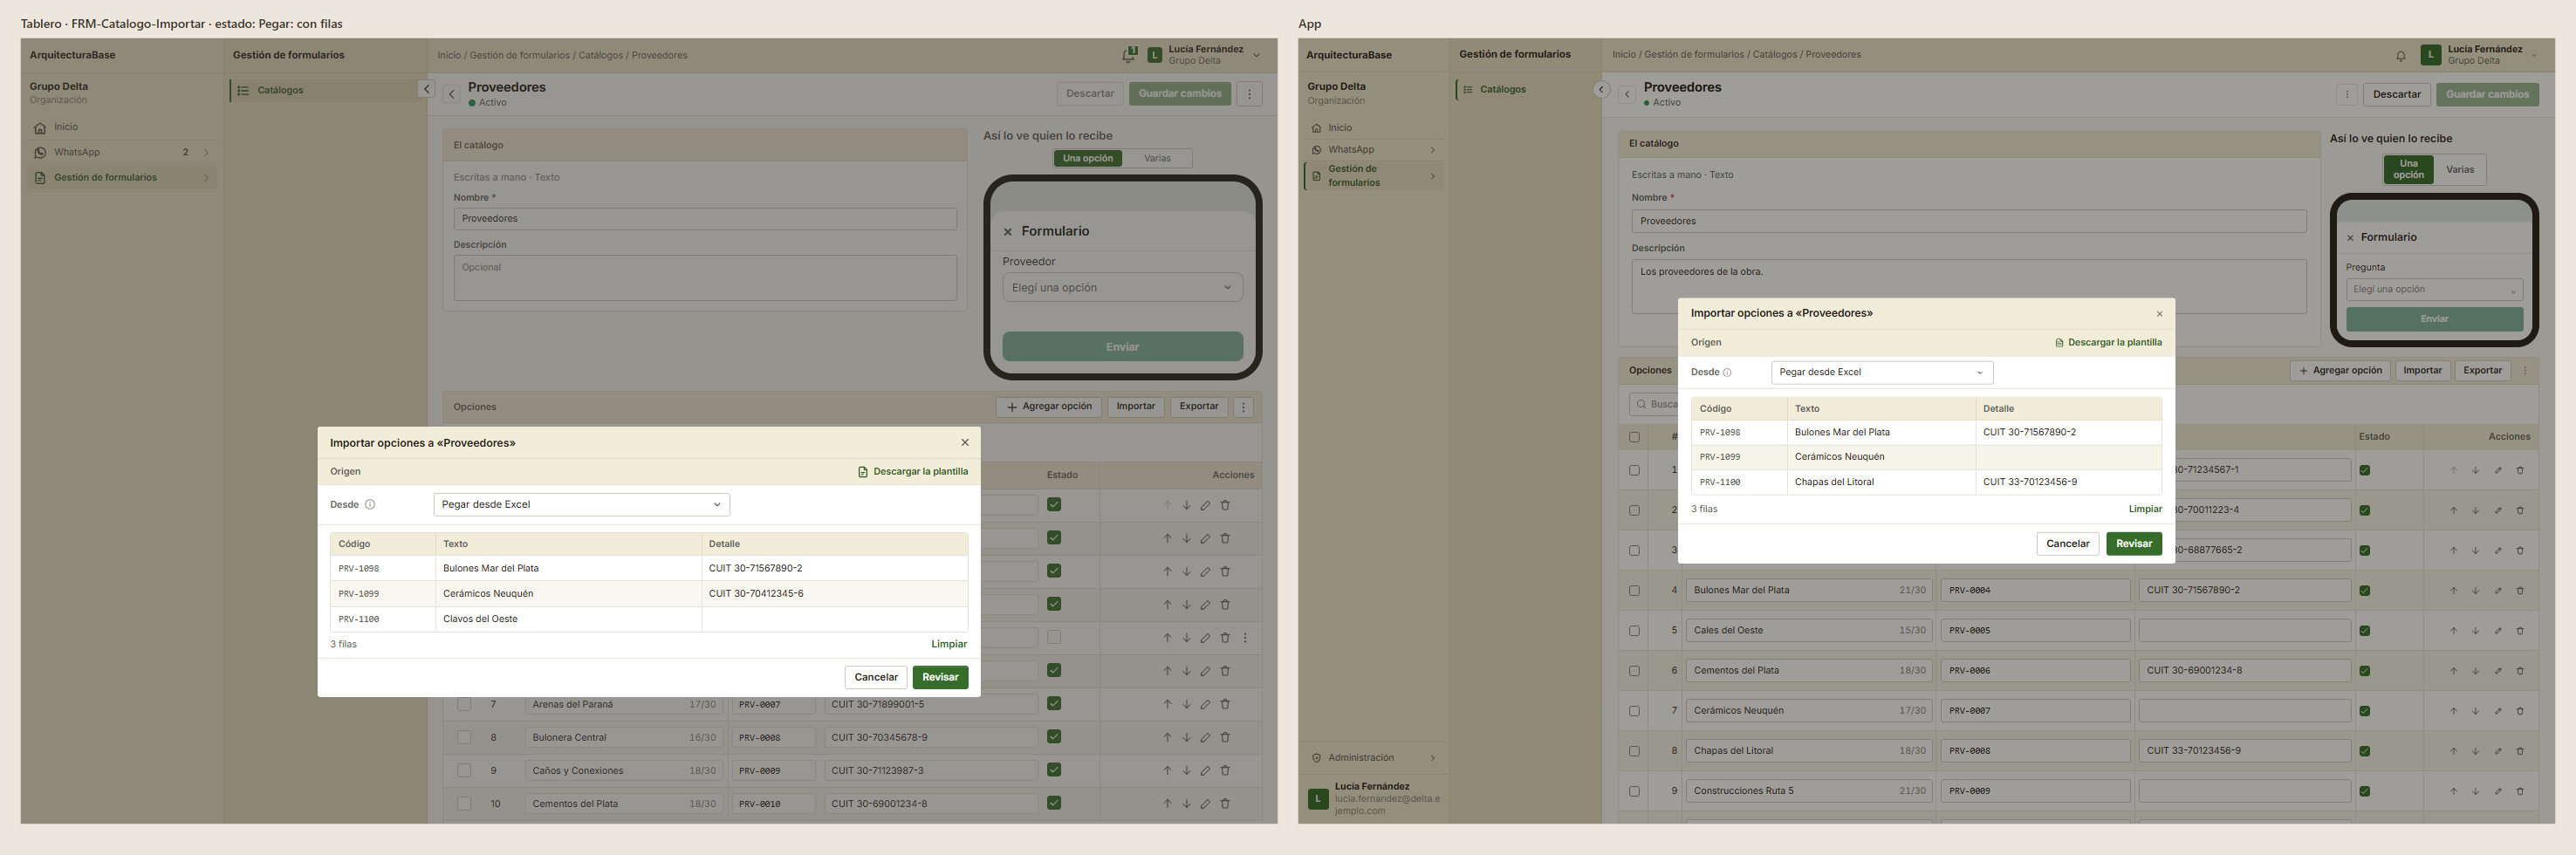 Tablero · FRM-Catalogo-Importar · estado: Pegar: con filas
ArquitecturaBase
Gestión de formularios
Inicio / Gestión de formularios / Catálogos / Proveedores
1
L
Lucía Fernández
Grupo Delta
Grupo Delta
Organización
Inicio
WhatsApp 2
Gestión de formularios
Catálogos
Proveedores
Activo
Descartar
Guardar cambios
El catálogo
Escritas a mano · Texto
Nombre *
Proveedores
Descripción
Opcional
Así lo ve quien lo recibe
Una opción
Varias
Formulario
Proveedor
Elegí una opción
Enviar
Opciones
Agregar opción
Importar
Exportar
Estado
Acciones
Importar opciones a «Proveedores»
Origen
Descargar la plantilla
Desde
Pegar desde Excel
Código Texto Detalle
PRV-1098 Bulones Mar del Plata CUIT 30-71567890-2
PRV-1099 Cerámicos Neuquén CUIT 30-70412345-6
PRV-1100 Clavos del Oeste
3 filas
Limpiar
Cancelar
Revisar
7 Arenas del Paraná 17/30 PRV-0007 CUIT 30-71899001-5
8 Bulonera Central 16/30 PRV-0008 CUIT 30-70345678-9
9 Caños y Conexiones 18/30 PRV-0009 CUIT 30-71123987-3
10 Cementos del Plata 18/30 PRV-0010 CUIT 30-69001234-8
App
ArquitecturaBase
Gestión de formularios
Inicio / Gestión de formularios / Catálogos / Proveedores
L
Lucía Fernández
Grupo Delta
Grupo Delta
Organización
Inicio
WhatsApp
Gestión de
formularios
Catálogos
Proveedores
Activo
Descartar
Guardar cambios
El catálogo
Escritas a mano · Texto
Nombre *
Proveedores
Descripción
Los proveedores de la obra.
Así lo ve quien lo recibe
Una
opción
Varias
Formulario
Pregunta
Elegí una opción
Enviar
Importar opciones a «Proveedores»
Origen
Descargar la plantilla
Desde
Pegar desde Excel
Código Texto Detalle
PRV-1098 Bulones Mar del Plata CUIT 30-71567890-2
PRV-1099 Cerámicos Neuquén
PRV-1100 Chapas del Litoral CUIT 33-70123456-9
3 filas
Limpiar
Cancelar
Revisar
Opciones
Agregar opción
Importar
Exportar
Busca
# Estado Acciones
1 30-71234567-1
2 30-70011223-4
3 30-68877665-2
4 Bulones Mar del Plata 21/30 PRV-0004 CUIT 30-71567890-2
5 Cales del Oeste 15/30 PRV-0005
6 Cementos del Plata 18/30 PRV-0006 CUIT 30-69001234-8
7 Cerámicos Neuquén 17/30 PRV-0007
8 Chapas del Litoral 18/30 PRV-0008 CUIT 33-70123456-9
9 Construcciones Ruta 5 21/30 PRV-0009
Administración
L
Lucía Fernández
lucia.fernandez@delta.e
jemplo.com